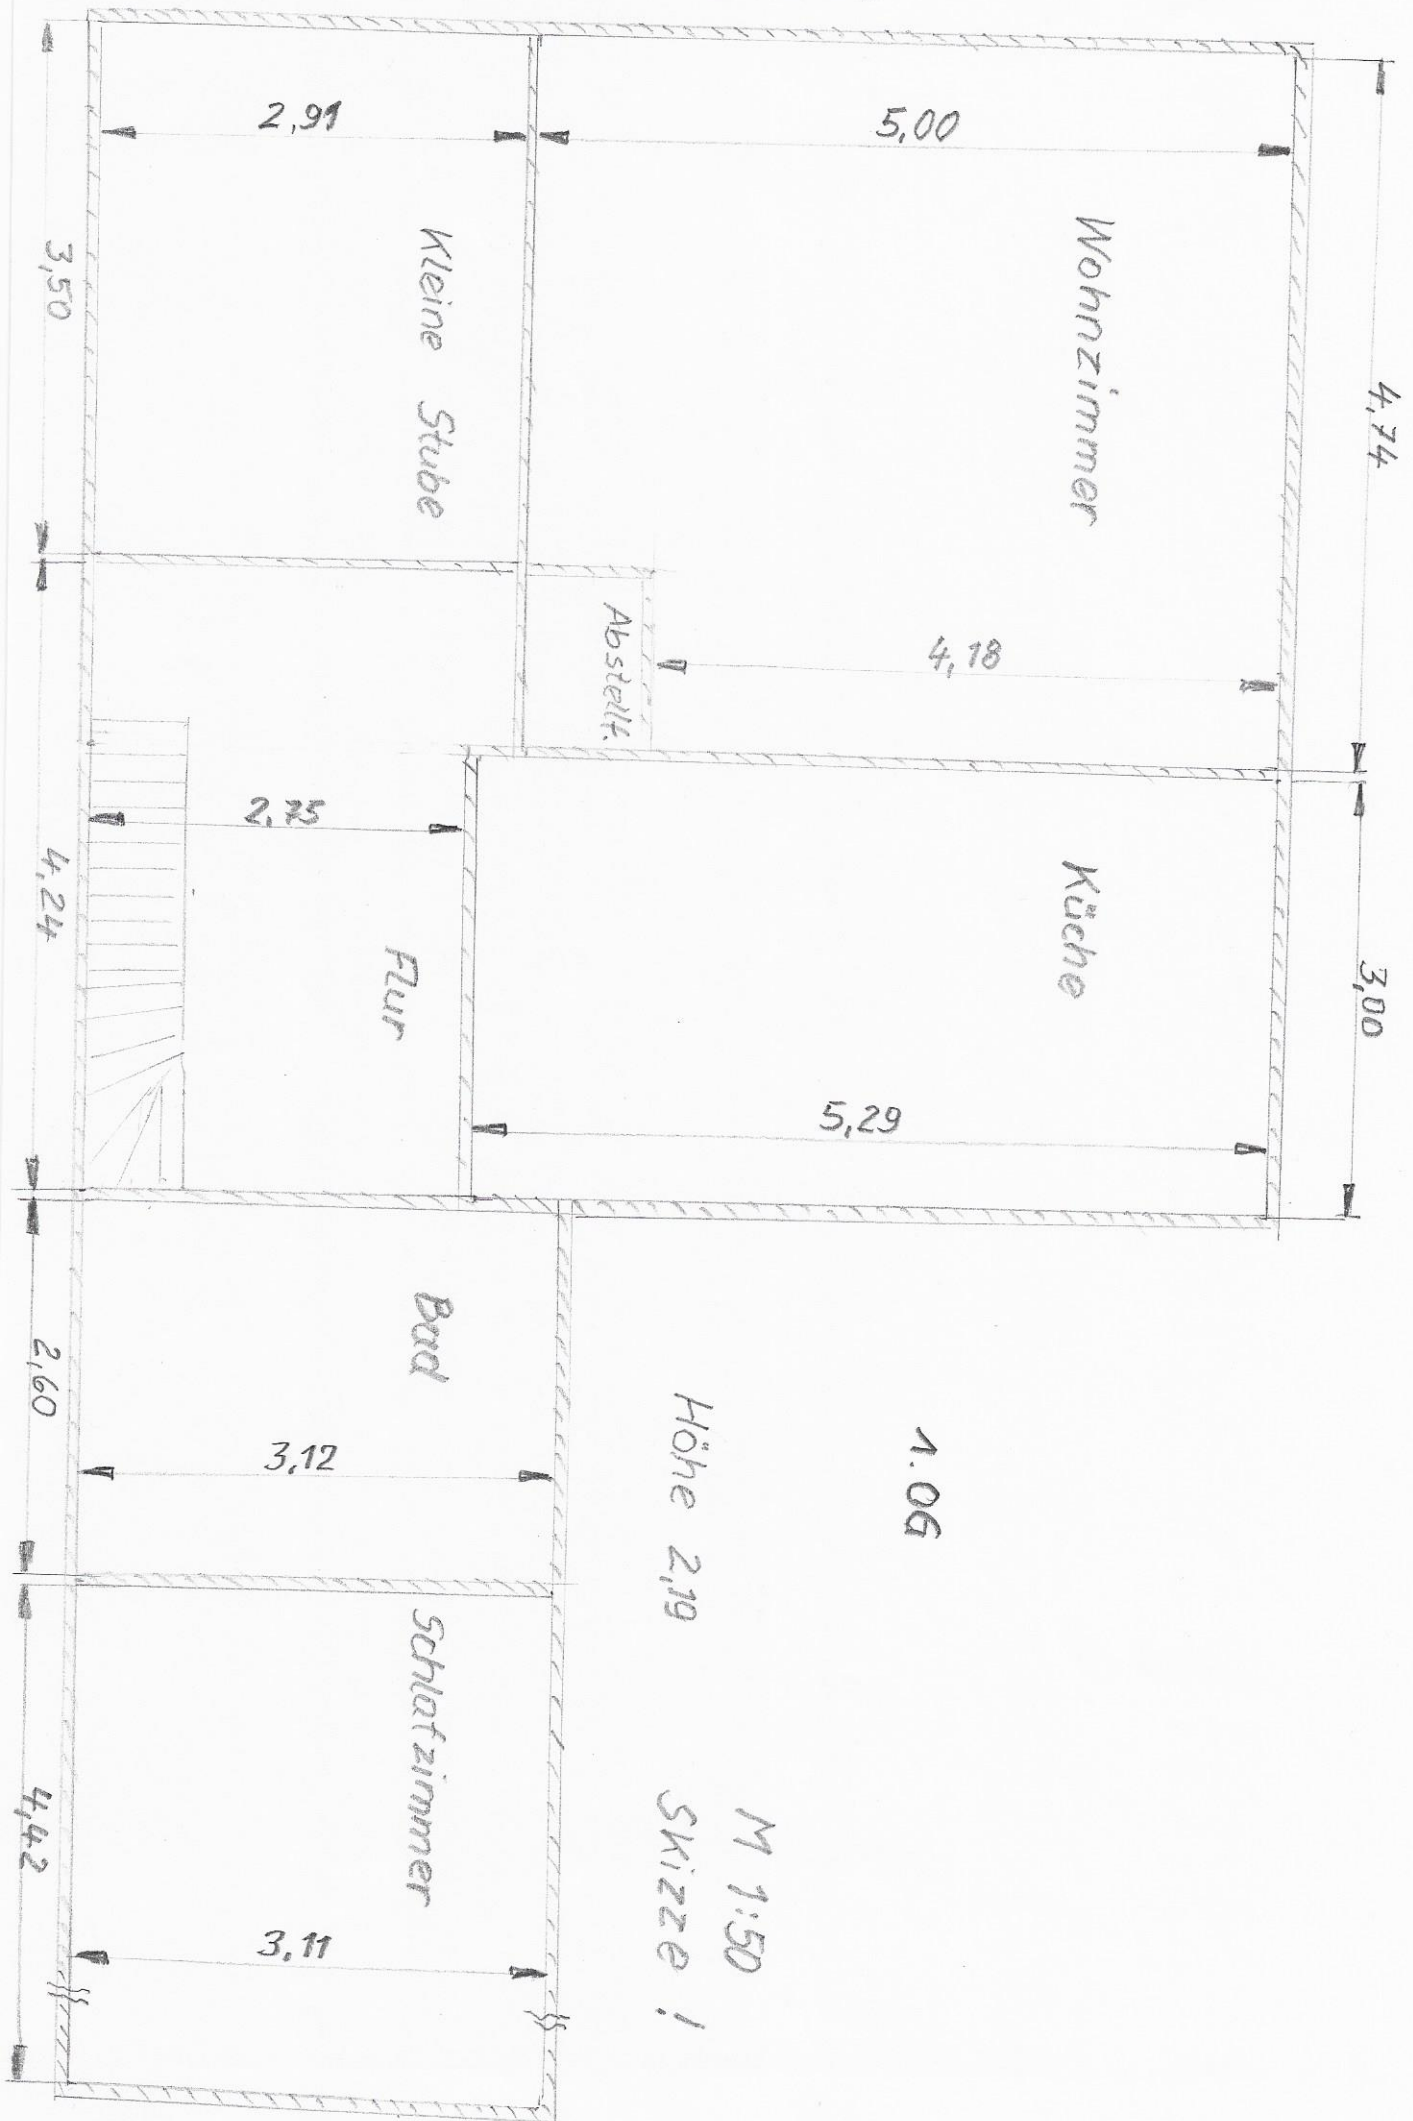 2,91
5,00
4,74
Wohnzimmer
Kleine Stube
3,50
Abstellr.
4,18
2,75
Küche
3,00
4,24
Flur
5,29
Bad
2,60
3,12
1.OG
Höhe 2,19
M 1:50
Skizze !
Schlafzimmer
3,11
4,42